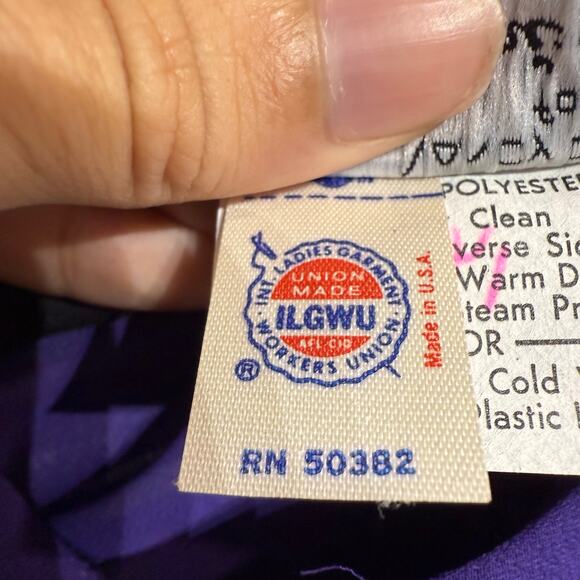 POLYESTE
Clean
verse Si
Warm D
team Pr
OR
Cold
Plastic
INT. LADIES GARMENT
WORKERS UNION
UNION
MADE
ILGWU
AFL-CIO
®
Made in U.S.A.
RN 50382